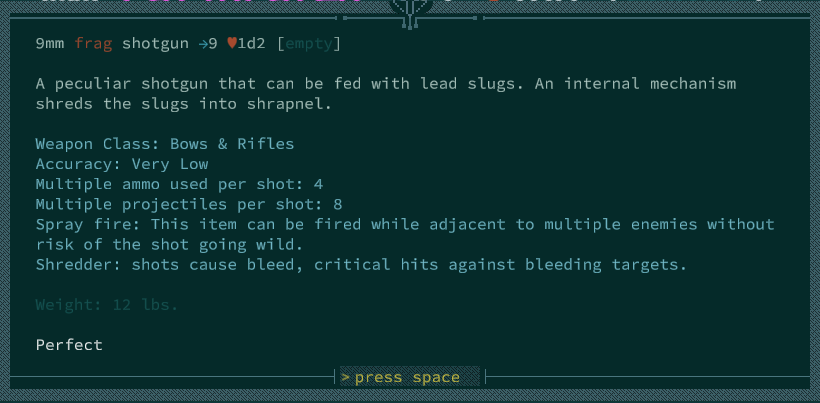 9mm frag shotgun →9 ♥1d2 [empty]
A peculiar shotgun that can be fed with lead slugs. An internal mechanism
shreds the slugs into shrapnel.
Weapon Class: Bows & Rifles
Accuracy: Very Low
Multiple ammo used per shot: 4
Multiple projectiles per shot: 8
Spray fire: This item can be fired while adjacent to multiple enemies without
risk of the shot going wild.
Shredder: shots cause bleed, critical hits against bleeding targets.
Weight: 12 lbs.
Perfect
> press space